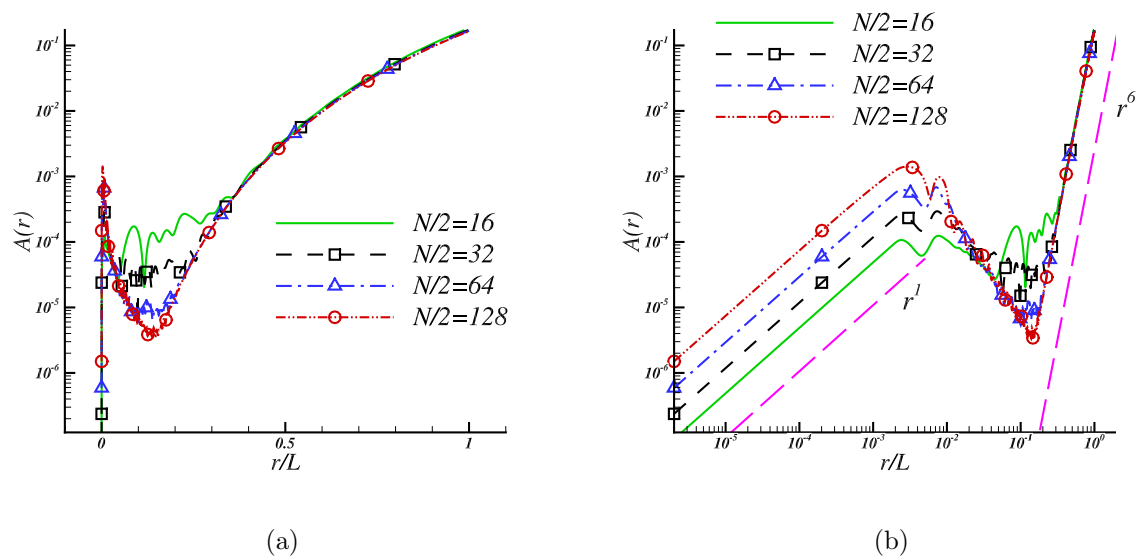 10^-1
10^-2
10^-3
10^-4
10^-5
10^-6
A(r)
0
0.5
1
r/L
N/2=16
N/2=32
N/2=64
N/2=128
(a)
N/2=16
N/2=32
N/2=64
N/2=128
10^-1
10^-2
10^-3
10^-4
10^-5
10^-6
A(r)
r^6
r^1
10^-5
10^-4
10^-3
10^-2
10^-1
10^0
r/L
(b)